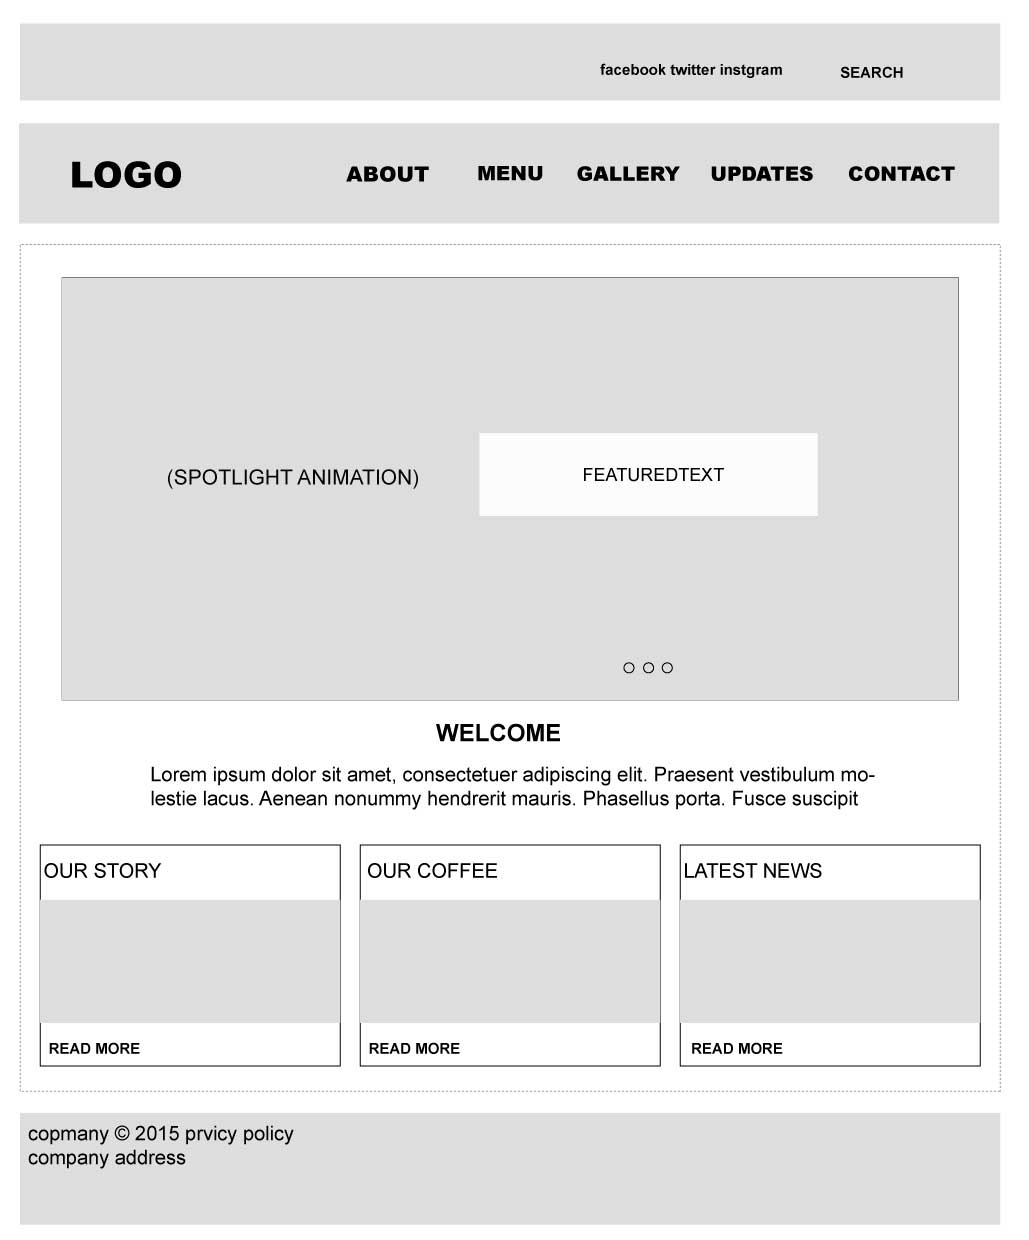 facebook twitter instgram SEARCH
LOGO ABOUT MENU GALLERY UPDATES CONTACT
(SPOTLIGHT ANIMATION) FEATUREDTEXT
WELCOME
Lorem ipsum dolor sit amet, consectetuer adipiscing elit. Praesent vestibulum mo-
lestie lacus. Aenean nonummy hendrerit mauris. Phasellus porta. Fusce suscipit
OUR STORY OUR COFFEE LATEST NEWS
READ MORE READ MORE READ MORE
copmany © 2015 prvicy policy
company address